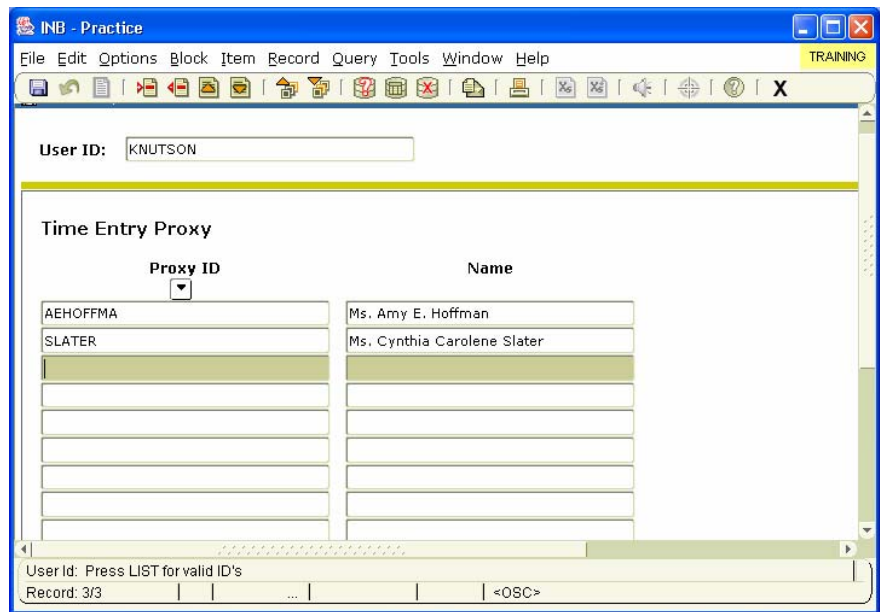 INB - Practice
File Edit Options Block Item Record Query Tools Window Help
TRAINING
X
User ID: KNUTSON
Time Entry Proxy
Proxy ID Name
AEHOFFMA Ms. Amy E. Hoffman
SLATER Ms. Cynthia Carolene Slater
User Id: Press LIST for valid ID's
Record: 3/3 ... <OSC>